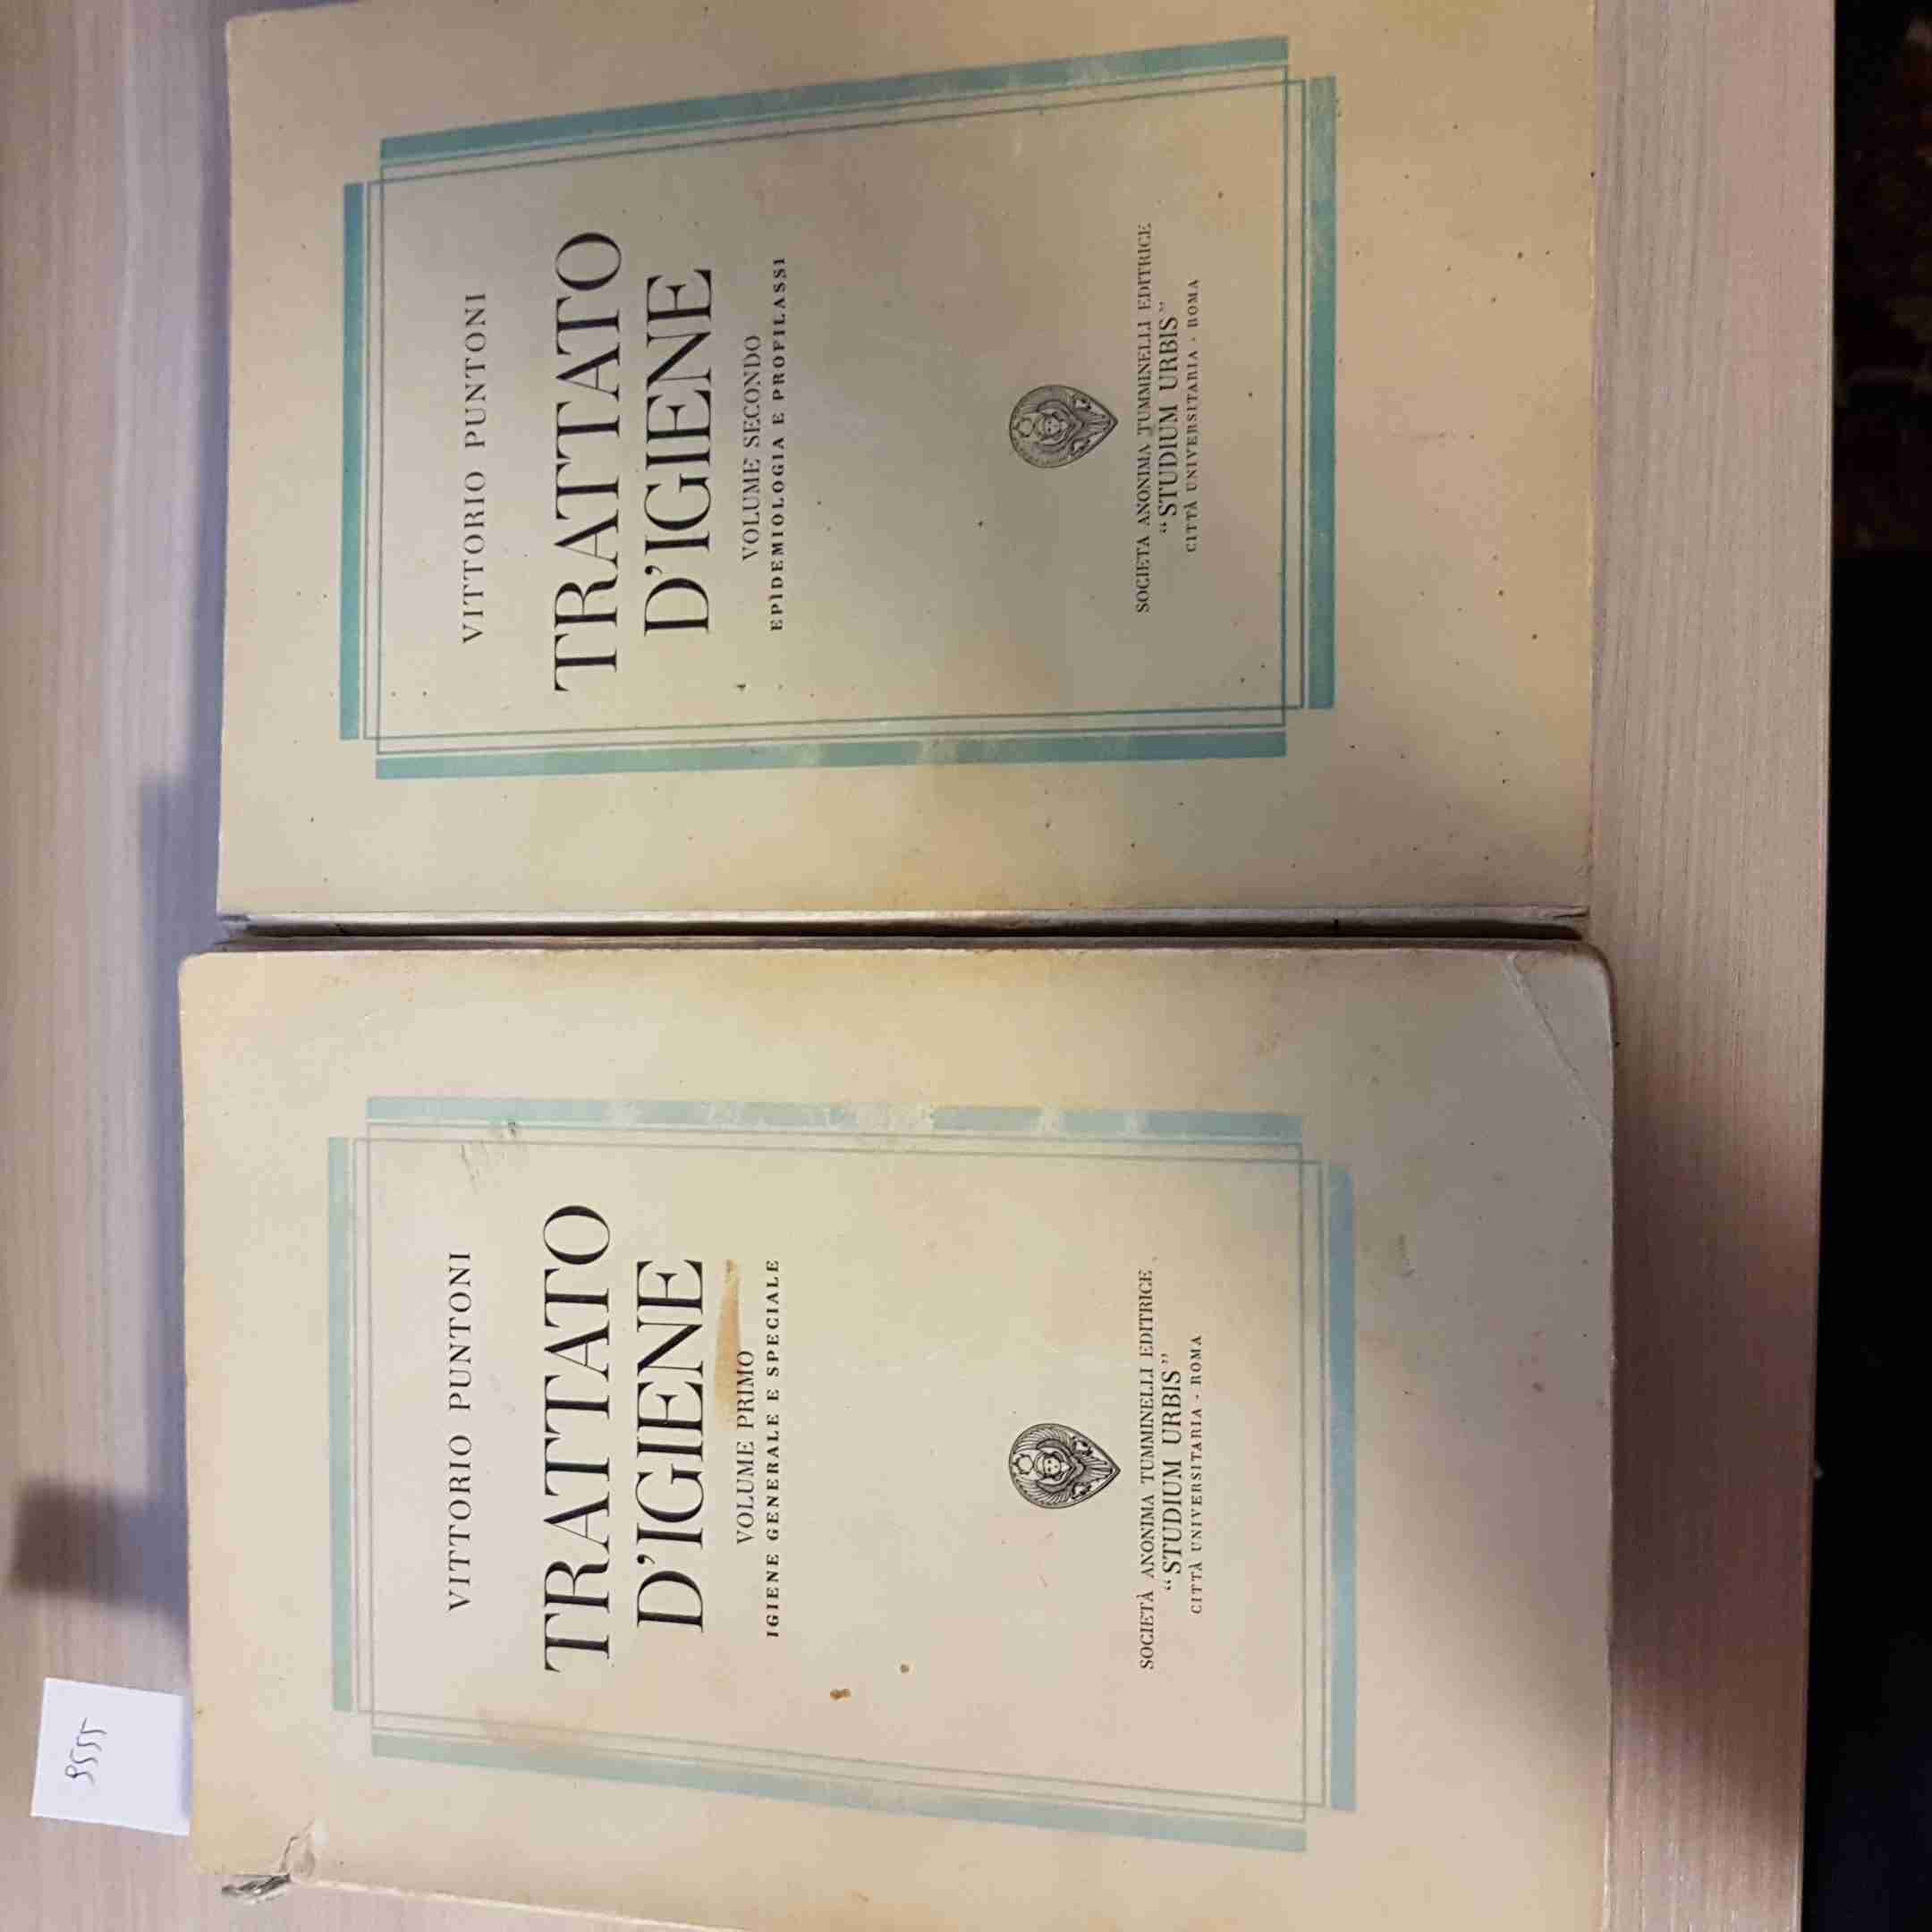 9555
VITTORIO PUNTONI
TRATTATO
D'IGIENE
VOLUME PRIMO
IGIENE GENERALE E SPECIALE
SOCIETÀ ANONIMA TUMMINELLI EDITRICE
“STUDIUM URBIS”
CITTÀ UNIVERSITARIA - ROMA
VITTORIO PUNTONI
TRATTATO
D'IGIENE
VOLUME SECONDO
EPIDEMIOLOGIA E PROFILASSI
SOCIETÀ ANONIMA TUMMINELLI EDITRICE
“STUDIUM URBIS”
CITTÀ UNIVERSITARIA - ROMA